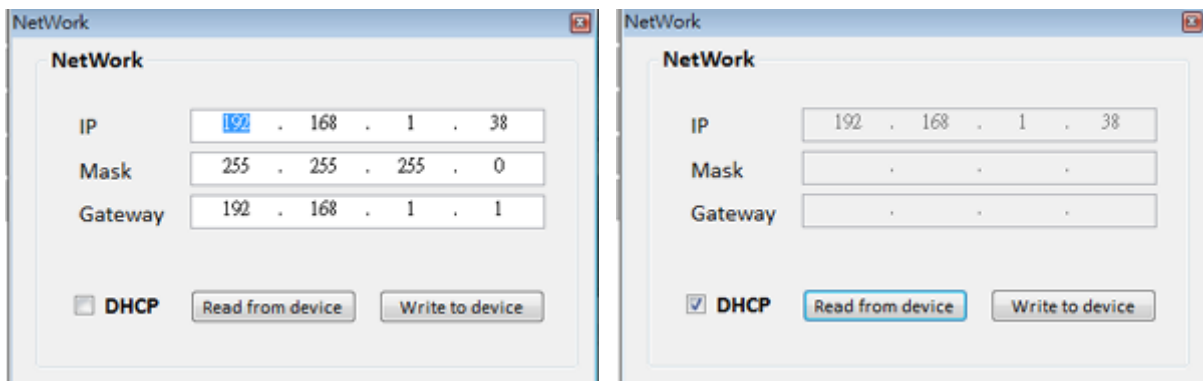 NetWork
NetWork
IP 192 . 168 . 1 . 38
Mask 255 . 255 . 255 . 0
Gateway 192 . 168 . 1 . 1
DHCP Read from device Write to device
NetWork
NetWork
IP 192 . 168 . 1 . 38
Mask . . .
Gateway . . .
DHCP Read from device Write to device